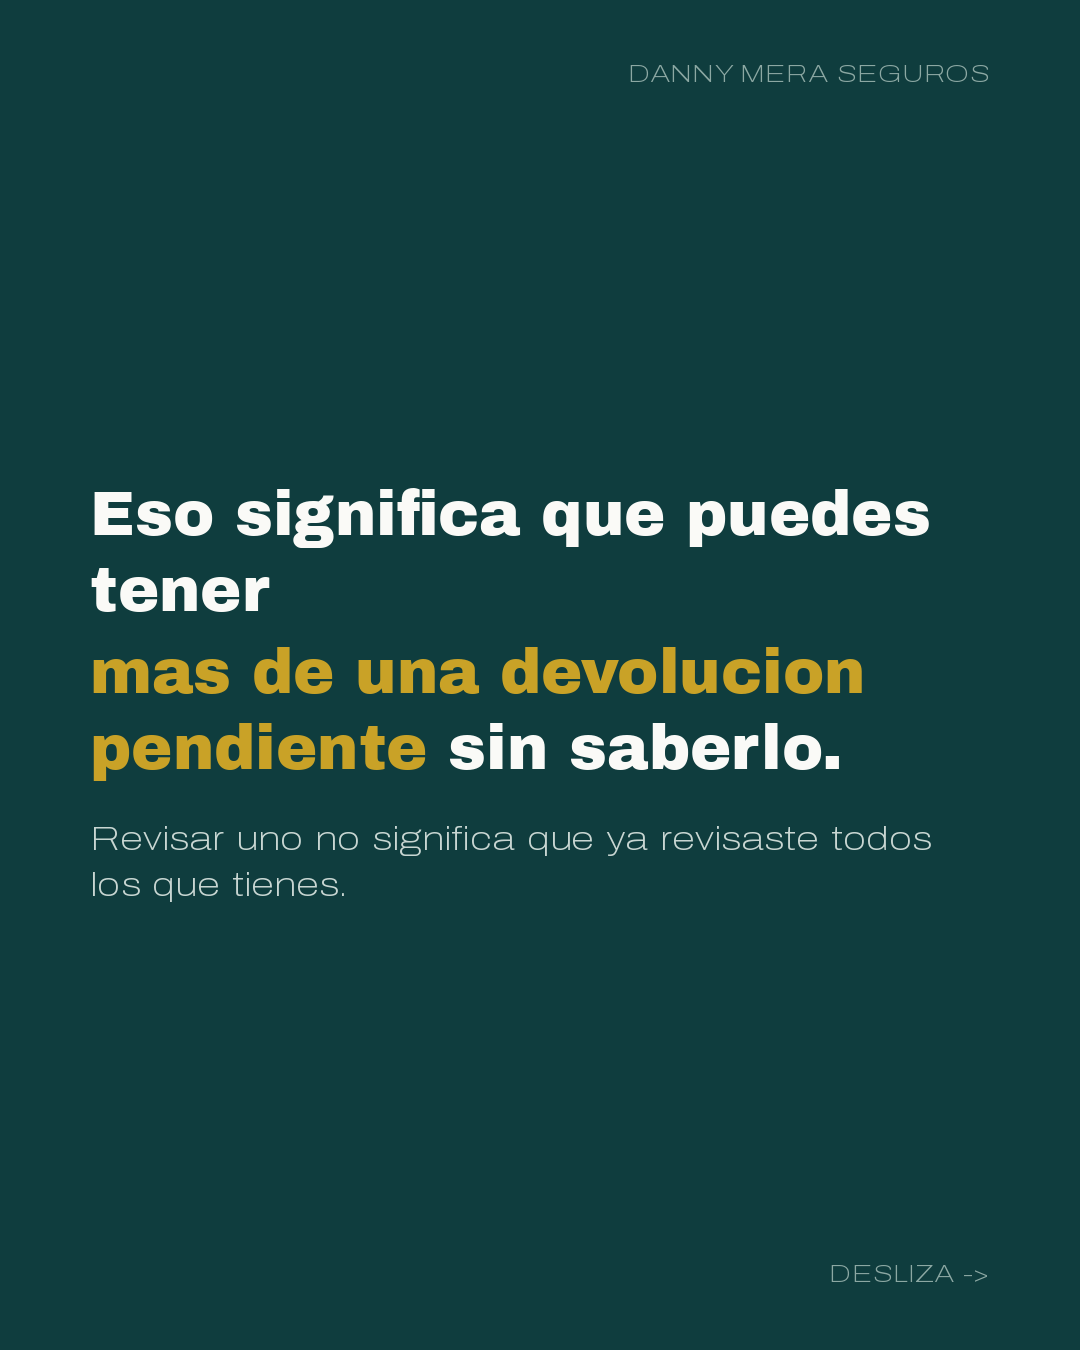 DANNY MERA SEGUROS
Eso significa que puedes
tener
mas de una devolucion
pendiente sin saberlo.
Revisar uno no significa que ya revisaste todos
los que tienes.
DESLIZA ->